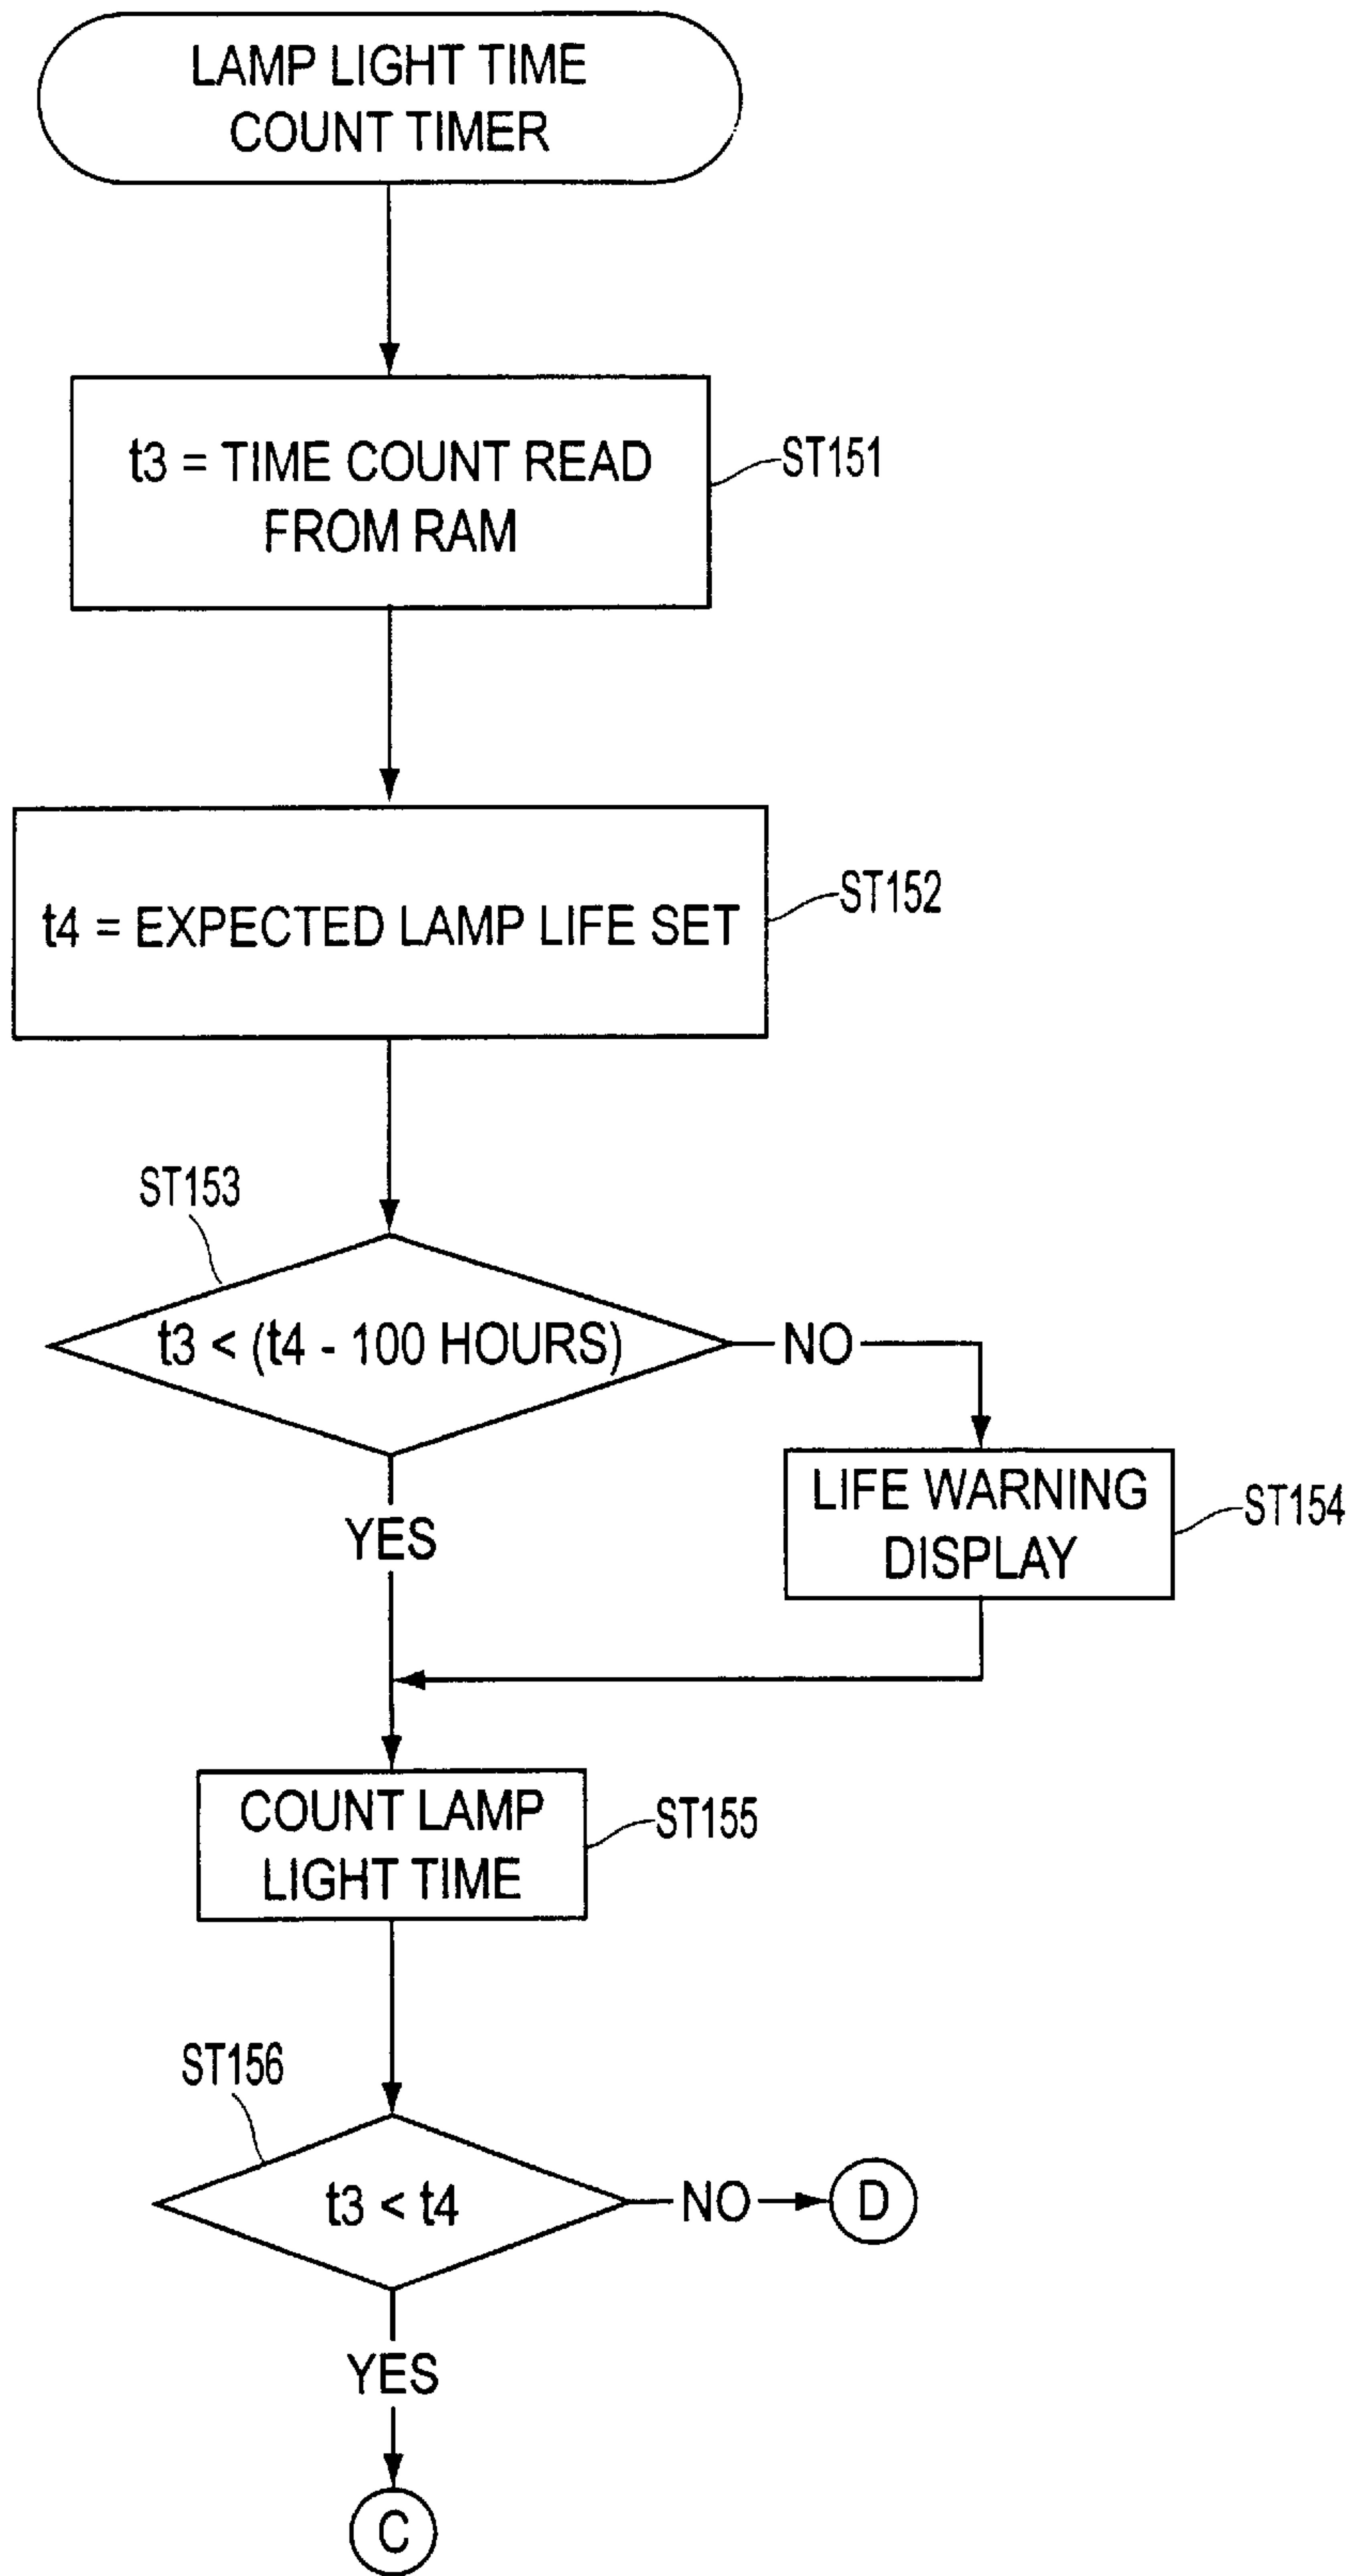 LAMP LIGHT TIME
COUNT TIMER
t3 = TIME COUNT READ
FROM RAM
ST151
t4 = EXPECTED LAMP LIFE SET
ST152
ST153
t3 < (t4 - 100 HOURS)
NO
YES
LIFE WARNING
DISPLAY
ST154
COUNT LAMP
LIGHT TIME
ST155
ST156
t3 < t4
NO
D
YES
C